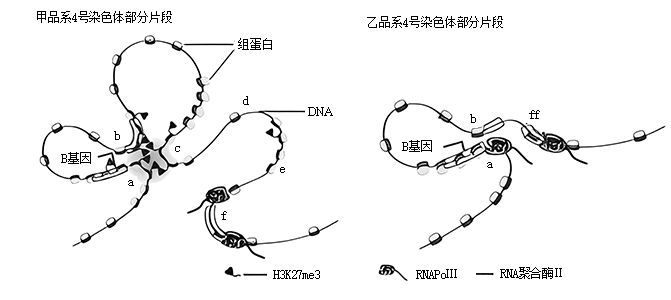 甲品系4号染色体部分片段
乙品系4号染色体部分片段
组蛋白
d
DNA
b
c
B基因
a
e
f
b
ff
B基因
a
H3K27me3
RNAPoIII
RNA聚合酶II